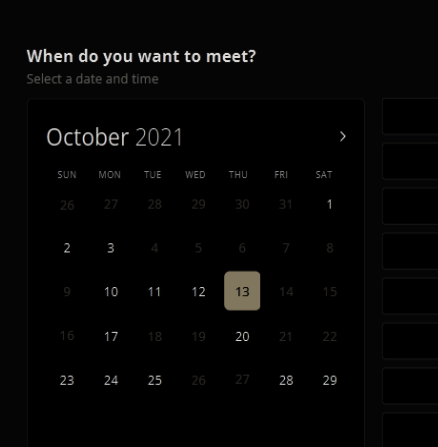 When do you want to meet?
Select a date and time
October 2021
SUN MON TUE WED THU FRI SAT
26 27 28 29 30 31 1
2 3 4 5 6 7 8
9 10 11 12 13 14 15
16 17 18 19 20 21 22
23 24 25 26 27 28 29